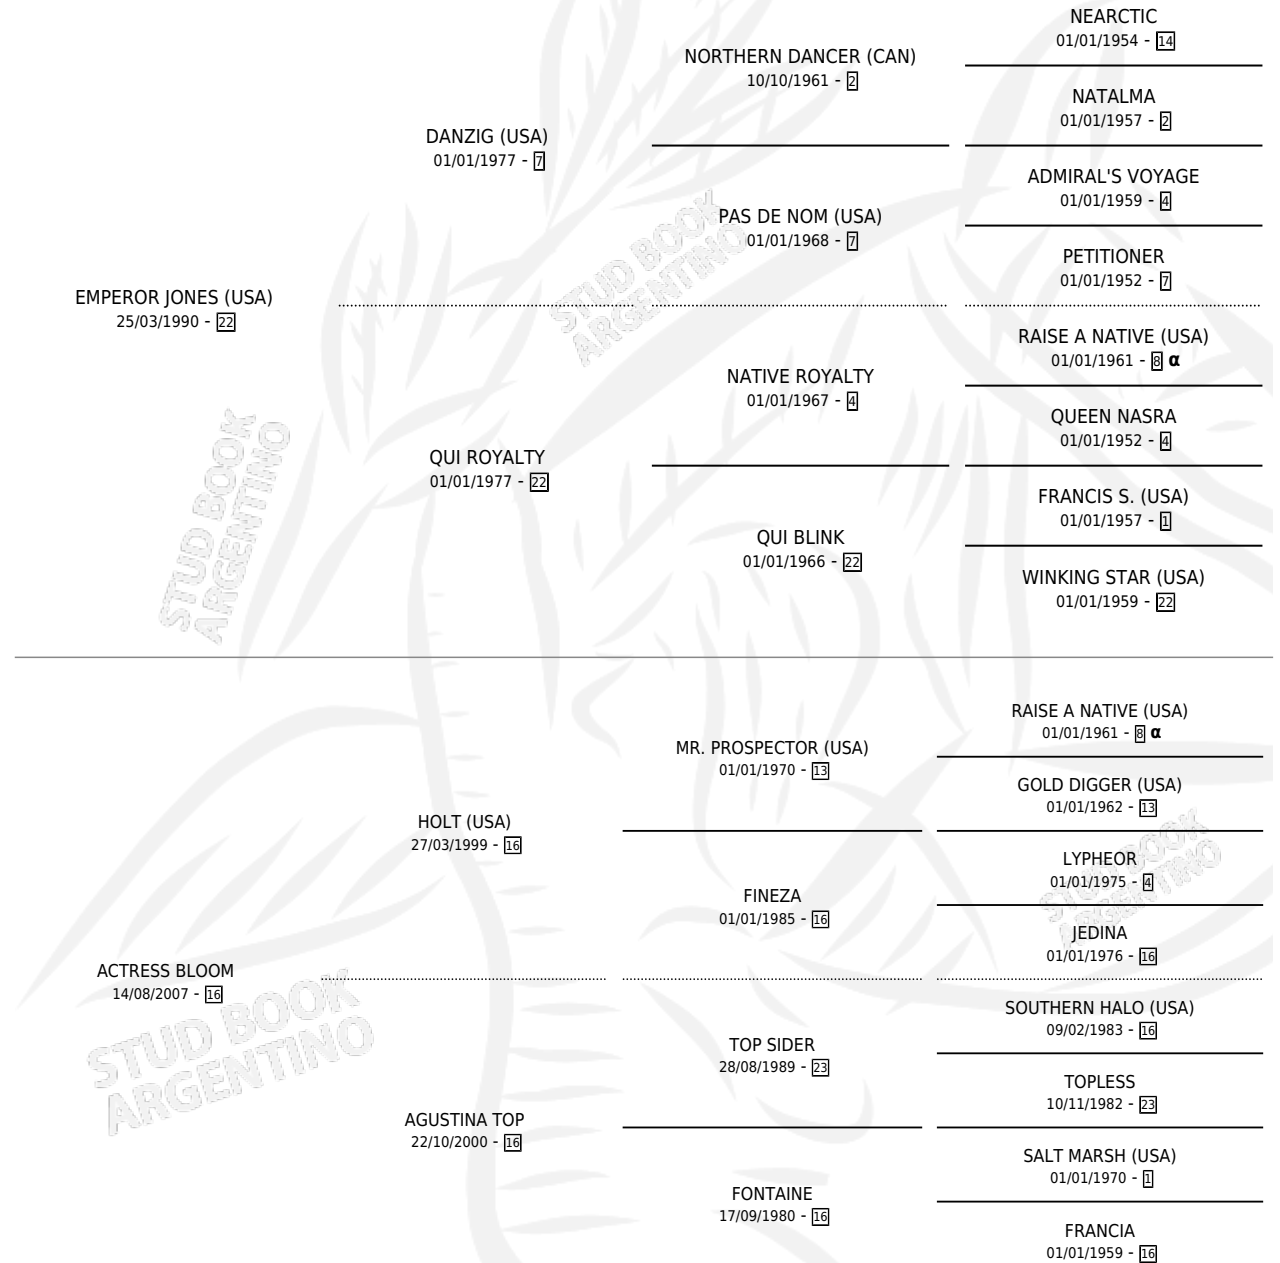 NEARCTIC
01/01/1954 - 14
NORTHERN DANCER (CAN)
10/10/1961 - 2
NATALMA
01/01/1957 - 2
DANZIG (USA)
01/01/1977 - 7
ADMIRAL'S VOYAGE
01/01/1959 - 4
PAS DE NOM (USA)
01/01/1968 - 7
PETITIONER
01/01/1952 - 7
EMPEROR JONES (USA)
25/03/1990 - 22
RAISE A NATIVE (USA)
01/01/1961 - 8 α
NATIVE ROYALTY
01/01/1967 - 4
QUEEN NASRA
01/01/1952 - 4
QUI ROYALTY
01/01/1977 - 22
FRANCIS S. (USA)
01/01/1957 - 1
QUI BLINK
01/01/1966 - 22
WINKING STAR (USA)
01/01/1959 - 22
RAISE A NATIVE (USA)
01/01/1961 - 8 α
MR. PROSPECTOR (USA)
01/01/1970 - 13
GOLD DIGGER (USA)
01/01/1962 - 13
HOLT (USA)
27/03/1999 - 16
LYPHEOR
01/01/1975 - 4
FINEZA
01/01/1985 - 16
JEDINA
01/01/1976 - 16
ACTRESS BLOOM
14/08/2007 - 16
SOUTHERN HALO (USA)
09/02/1983 - 16
TOP SIDER
28/08/1989 - 23
TOPLESS
10/11/1982 - 23
AGUSTINA TOP
22/10/2000 - 16
SALT MARSH (USA)
01/01/1970 - 1
FONTAINE
17/09/1980 - 16
FRANCIA
01/01/1959 - 16
STUD BOOK
ARGENTINO
STUD BOOK
ARGENTINO
STUD BOOK
ARGENTINO
STUD BOOK
ARGENTINO